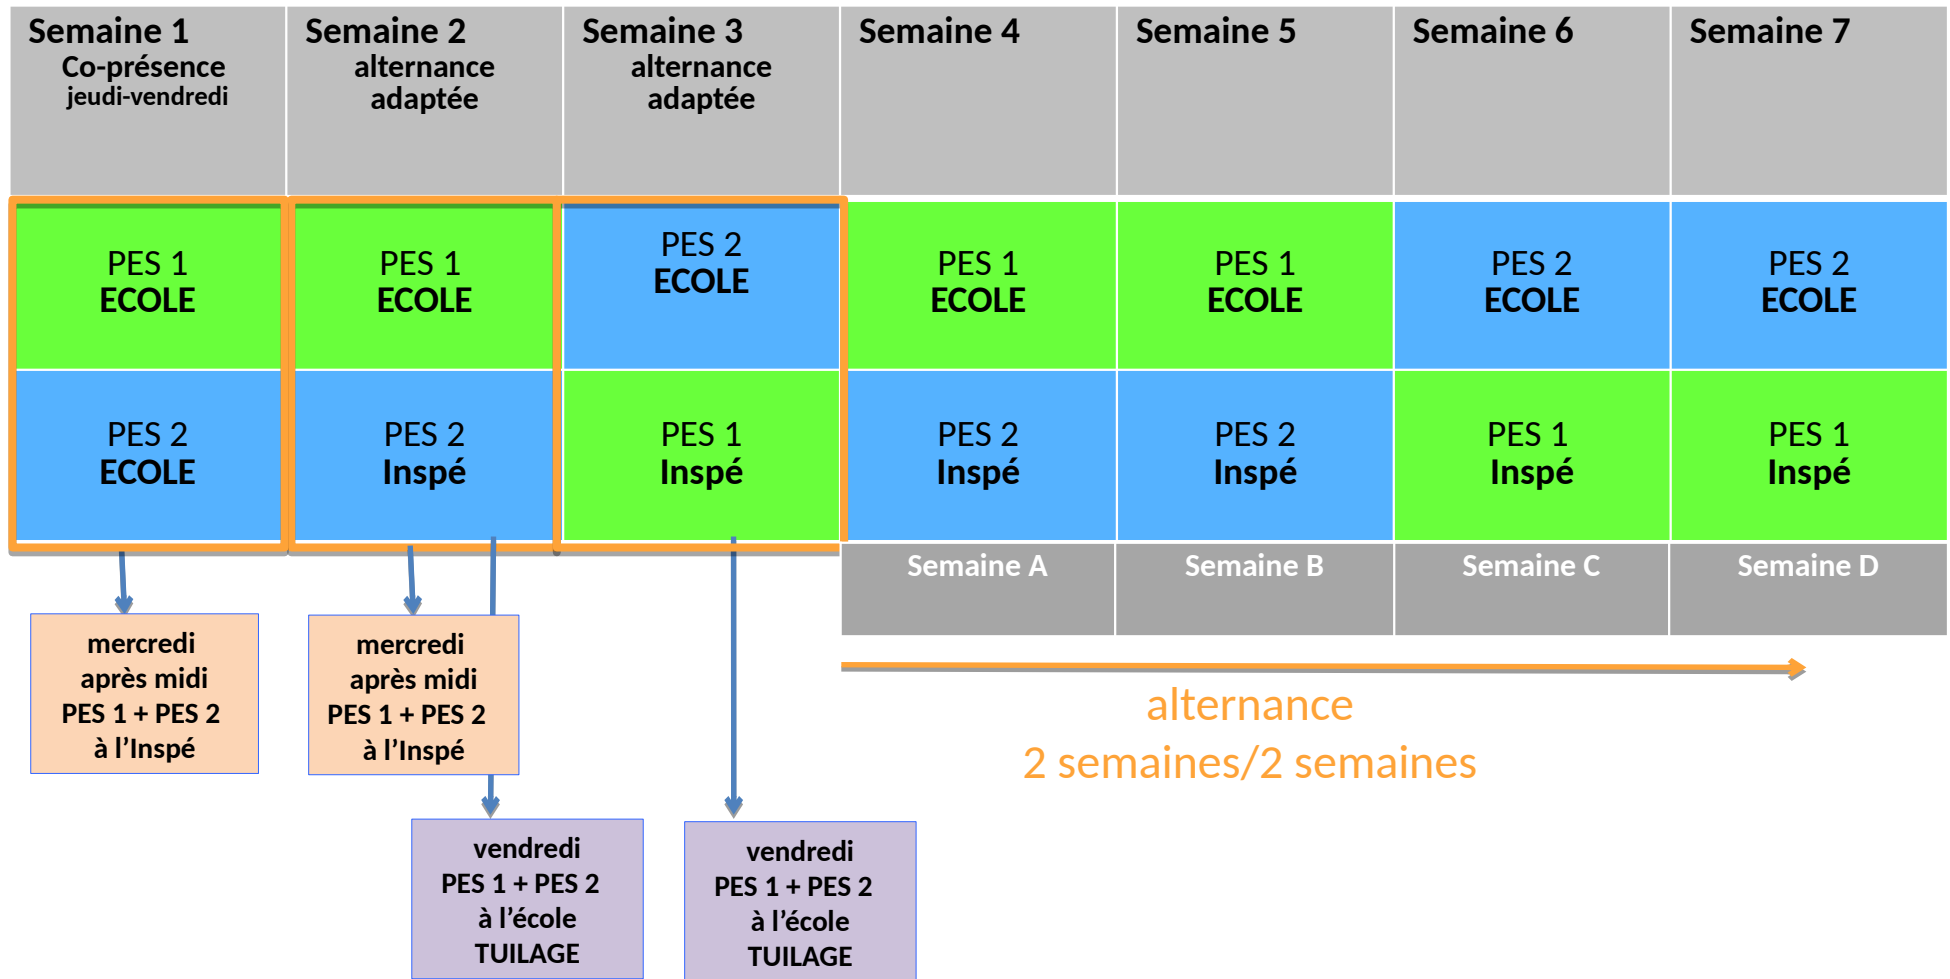 Semaine 1
Co-présence
jeudi-vendredi
Semaine 2
alternance
adaptée
Semaine 3
alternance
adaptée
Semaine 4
Semaine 5
Semaine 6
Semaine 7
PES 1
ECOLE
PES 1
ECOLE
PES 2
ECOLE
PES 1
ECOLE
PES 1
ECOLE
PES 2
ECOLE
PES 2
ECOLE
PES 2
ECOLE
PES 2
Inspé
PES 1
Inspé
PES 2
Inspé
PES 2
Inspé
PES 1
Inspé
PES 1
Inspé
Semaine A
Semaine B
Semaine C
Semaine D
mercredi
après midi
PES 1 + PES 2
à l’Inspé
mercredi
après midi
PES 1 + PES 2
à l’Inspé
alternance
2 semaines/2 semaines
vendredi
PES 1 + PES 2
à l’école
TUILAGE
vendredi
PES 1 + PES 2
à l’école
TUILAGE